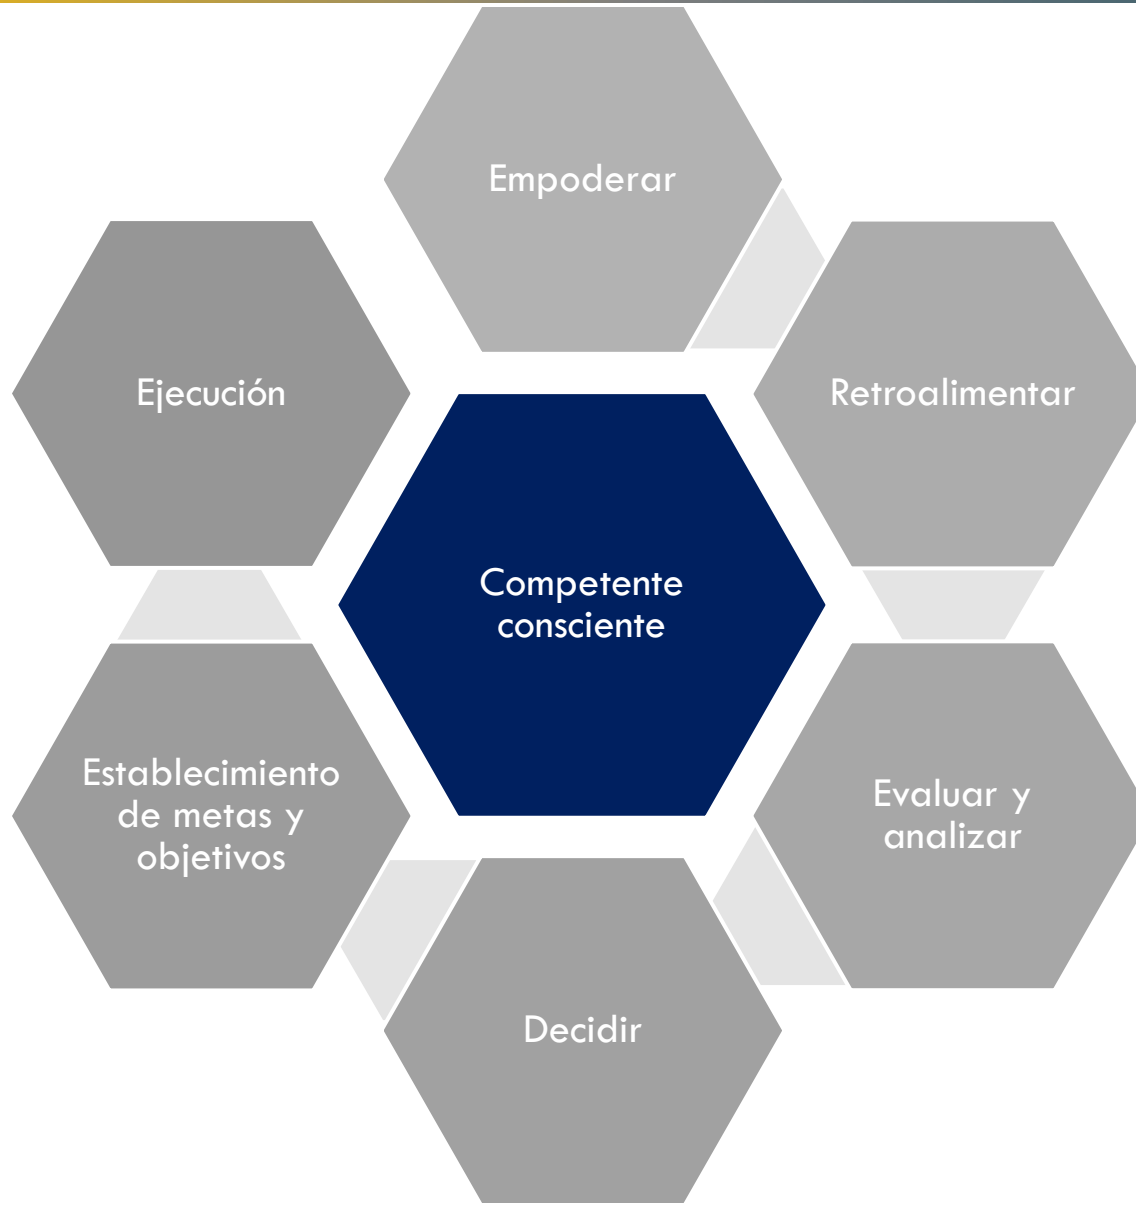 Empoderar
Retroalimentar
Evaluar y
analizar
Decidir
Establecimiento
de metas y
objetivos
Ejecución
Competente
consciente